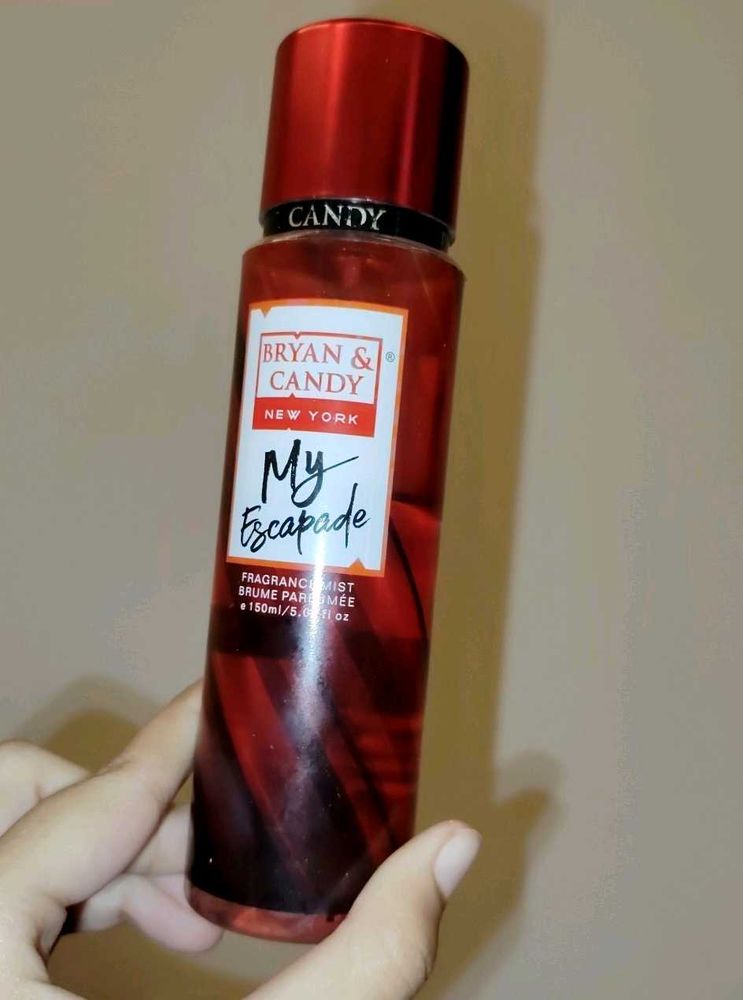 CANDY
BRYAN & ®
CANDY
NEW YORK
My
Escapade
FRAGRANCE MIST
BRUME PARFUMÉE
e 150ml/ fl oz